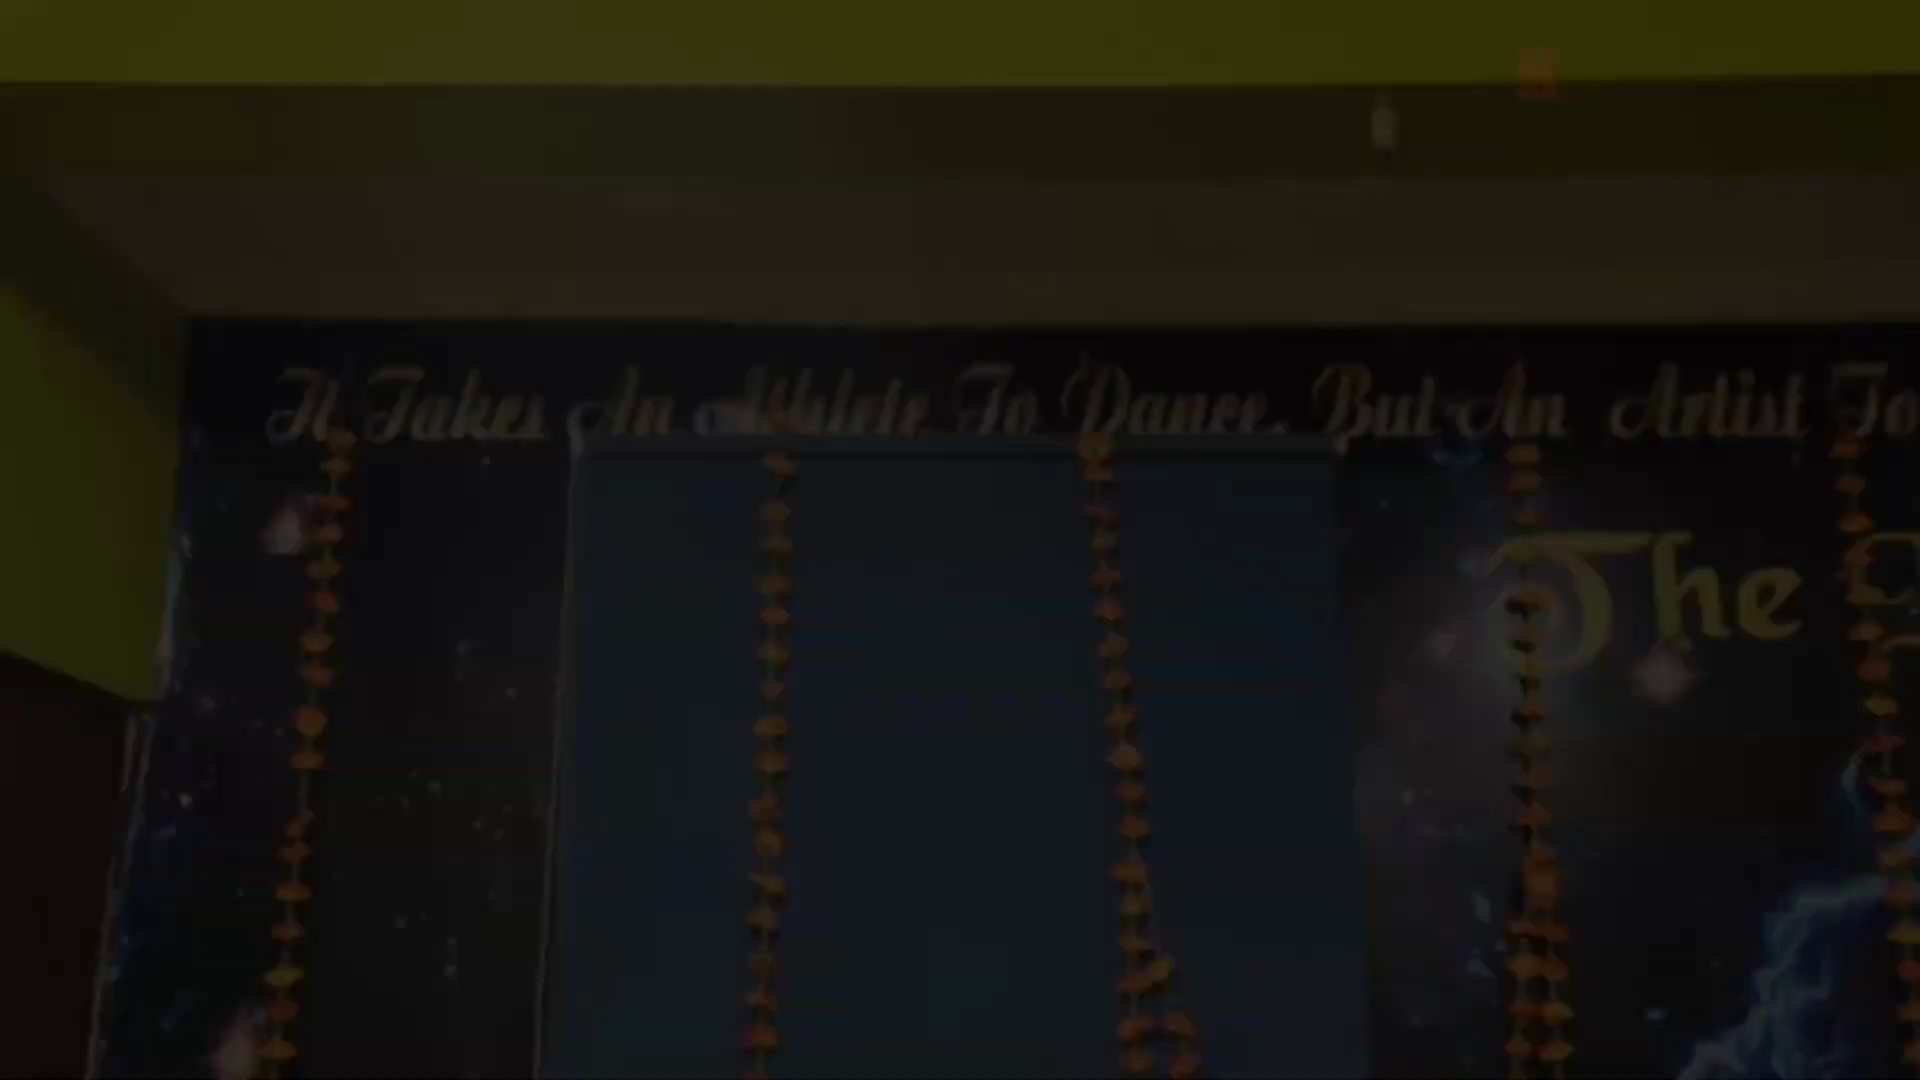 It Takes An Athlete To Dance, But An Artist To
The